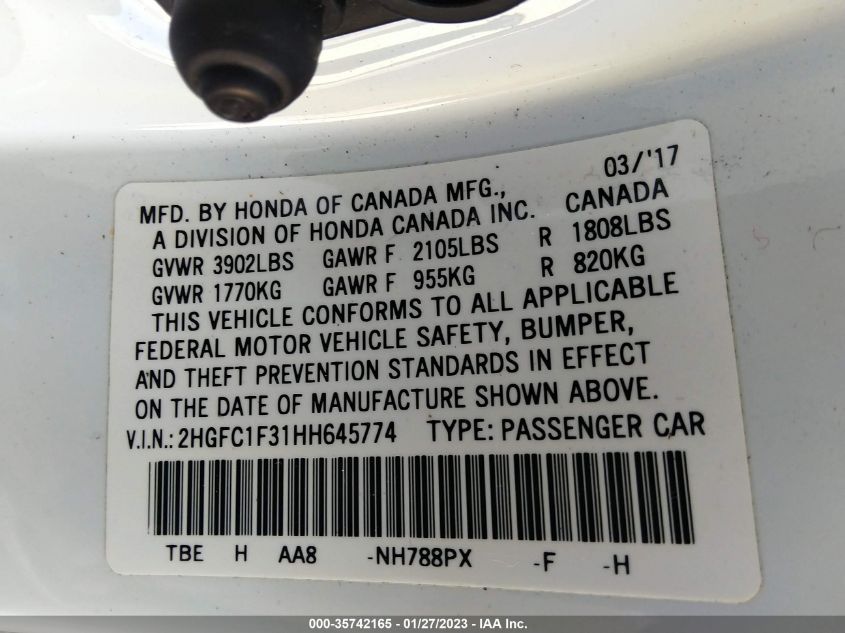 03/'17
MFD. BY HONDA OF CANADA MFG., CANADA
A DIVISION OF HONDA CANADA INC.
GVWR 3902LBS GAWR F 2105LBS R 1808LBS
GVWR 1770KG GAWR F 955KG R 820KG
THIS VEHICLE CONFORMS TO ALL APPLICABLE
FEDERAL MOTOR VEHICLE SAFETY, BUMPER,
AND THEFT PREVENTION STANDARDS IN EFFECT
ON THE DATE OF MANUFACTURE SHOWN ABOVE.
V.I.N.: 2HGFC1F31HH645774 TYPE: PASSENGER CAR
TBE H AA8 -NH788PX -F -H
000-35742165 - 01/27/2023 - IAA Inc.